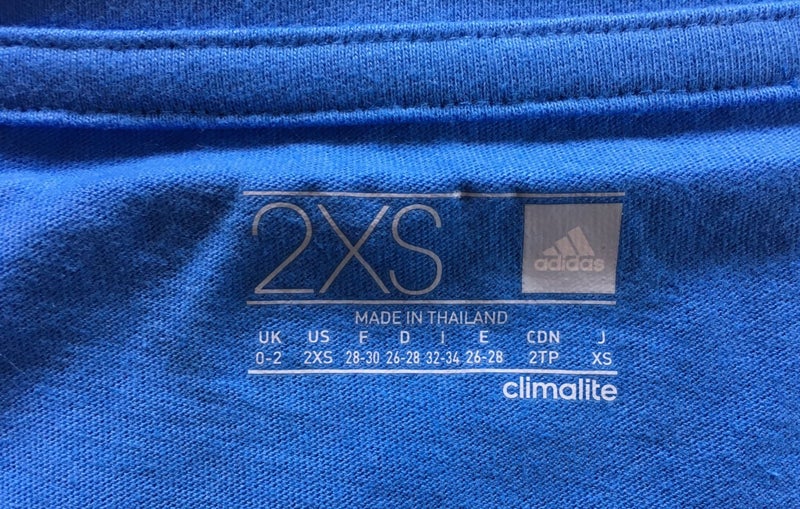 2XS
adidas
MADE IN THAILAND
UK US F D I E CDN J
0-2 2XS 28-30 26-28 32-34 26-28 2TP XS
climalite